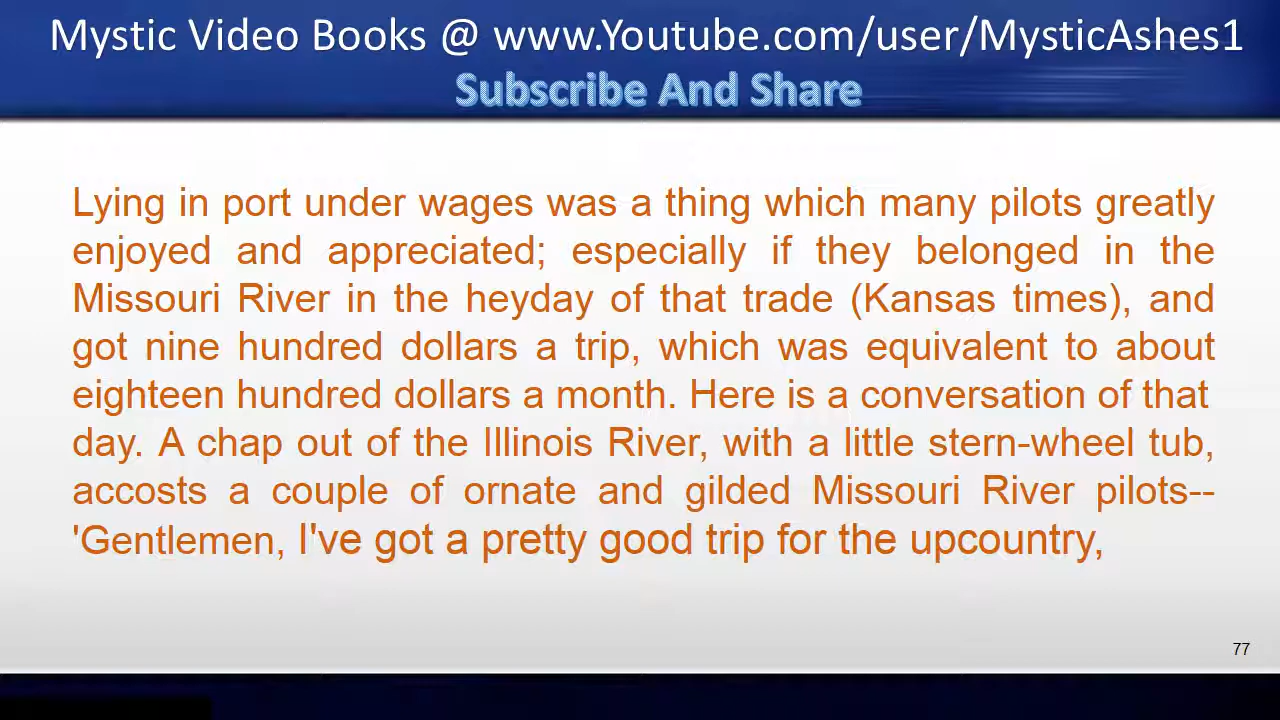 Mystic Video Books @ www.Youtube.com/user/MysticAshes1
Subscribe And Share
Lying in port under wages was a thing which many pilots greatly
enjoyed and appreciated; especially if they belonged in the
Missouri River in the heyday of that trade (Kansas times), and
got nine hundred dollars a trip, which was equivalent to about
eighteen hundred dollars a month. Here is a conversation of that
day. A chap out of the Illinois River, with a little stern-wheel tub,
accosts a couple of ornate and gilded Missouri River pilots--
'Gentlemen, I've got a pretty good trip for the upcountry,
77